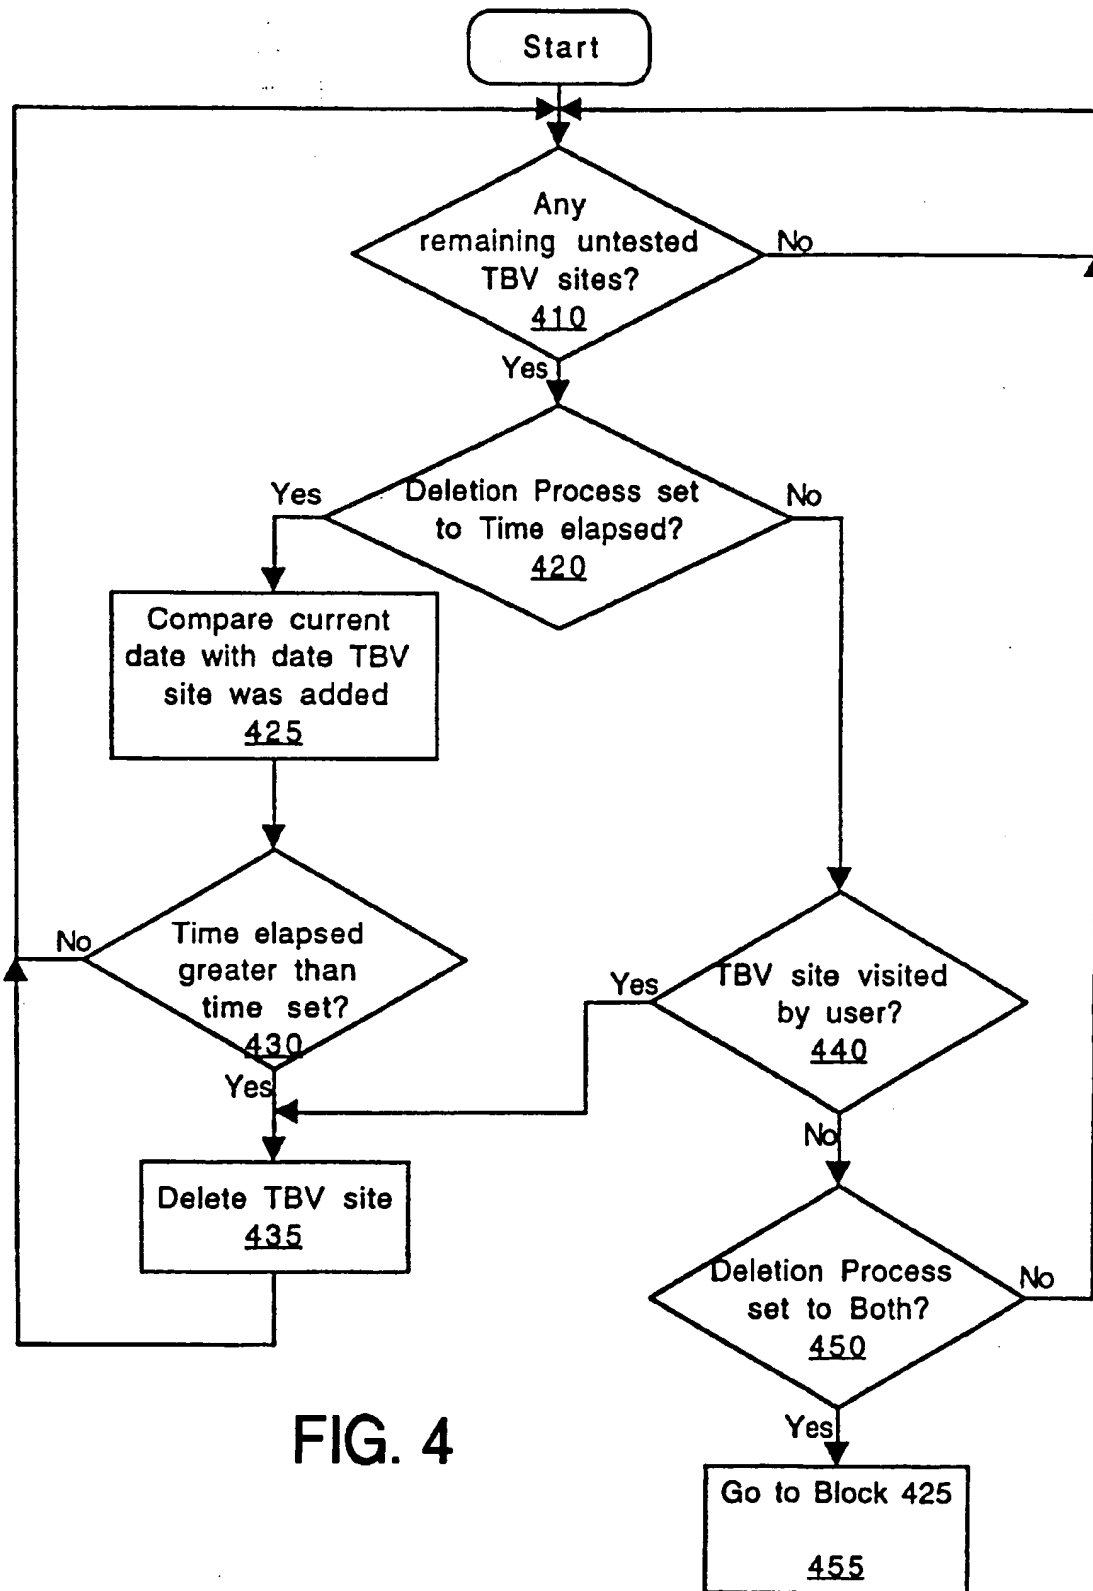 Start
Any
remaining untested
TBV sites?
410
No
Yes
Deletion Process set
to Time elapsed?
420
Yes
No
Compare current
date with date TBV
site was added
425
Time elapsed
greater than
time set?
430
No
Yes
TBV site visited
by user?
440
Yes
No
Delete TBV site
435
Deletion Process
set to Both?
450
No
Yes
Go to Block 425
455
FIG. 4